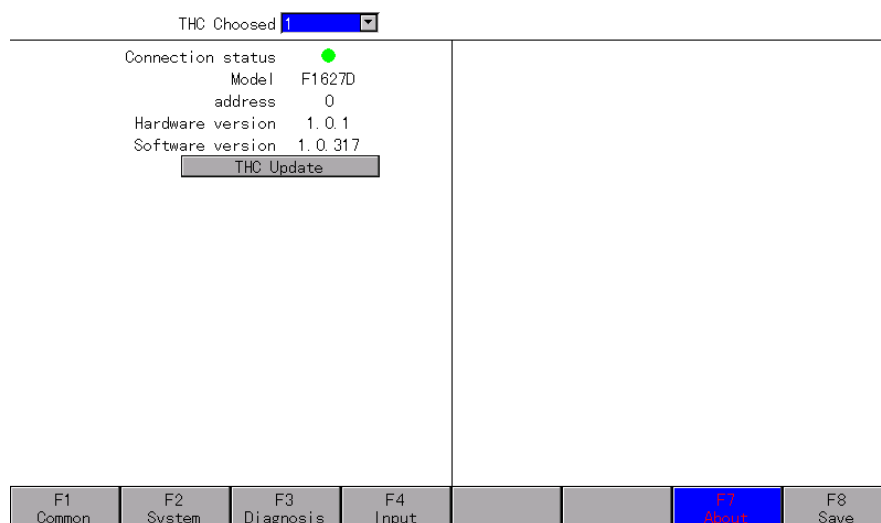 THC Choosed 1
Connection status
Model F1627D
address 0
Hardware version 1.0.1
Software version 1.0.317
THC Update
F1 F2 F3 F4 F7 F8
Common System Diagnosis Input About Save